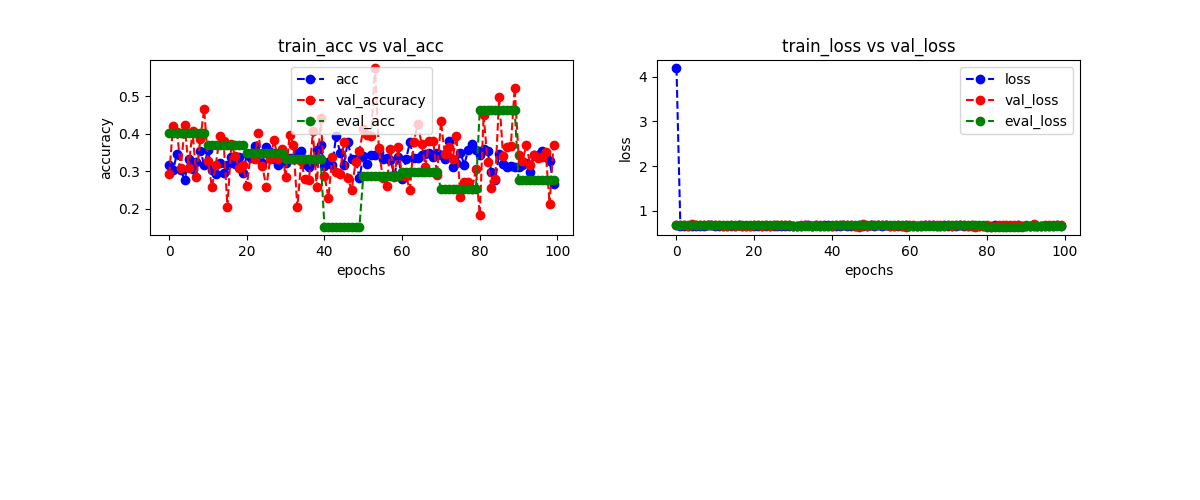 train_acc vs val_acc
accuracy
0.5
0.4
0.3
0.2
acc
val_accuracy
eval_acc
0 20 40 60 80 100
epochs
train_loss vs val_loss
loss
4
3
2
1
loss
val_loss
eval_loss
0 20 40 60 80 100
epochs